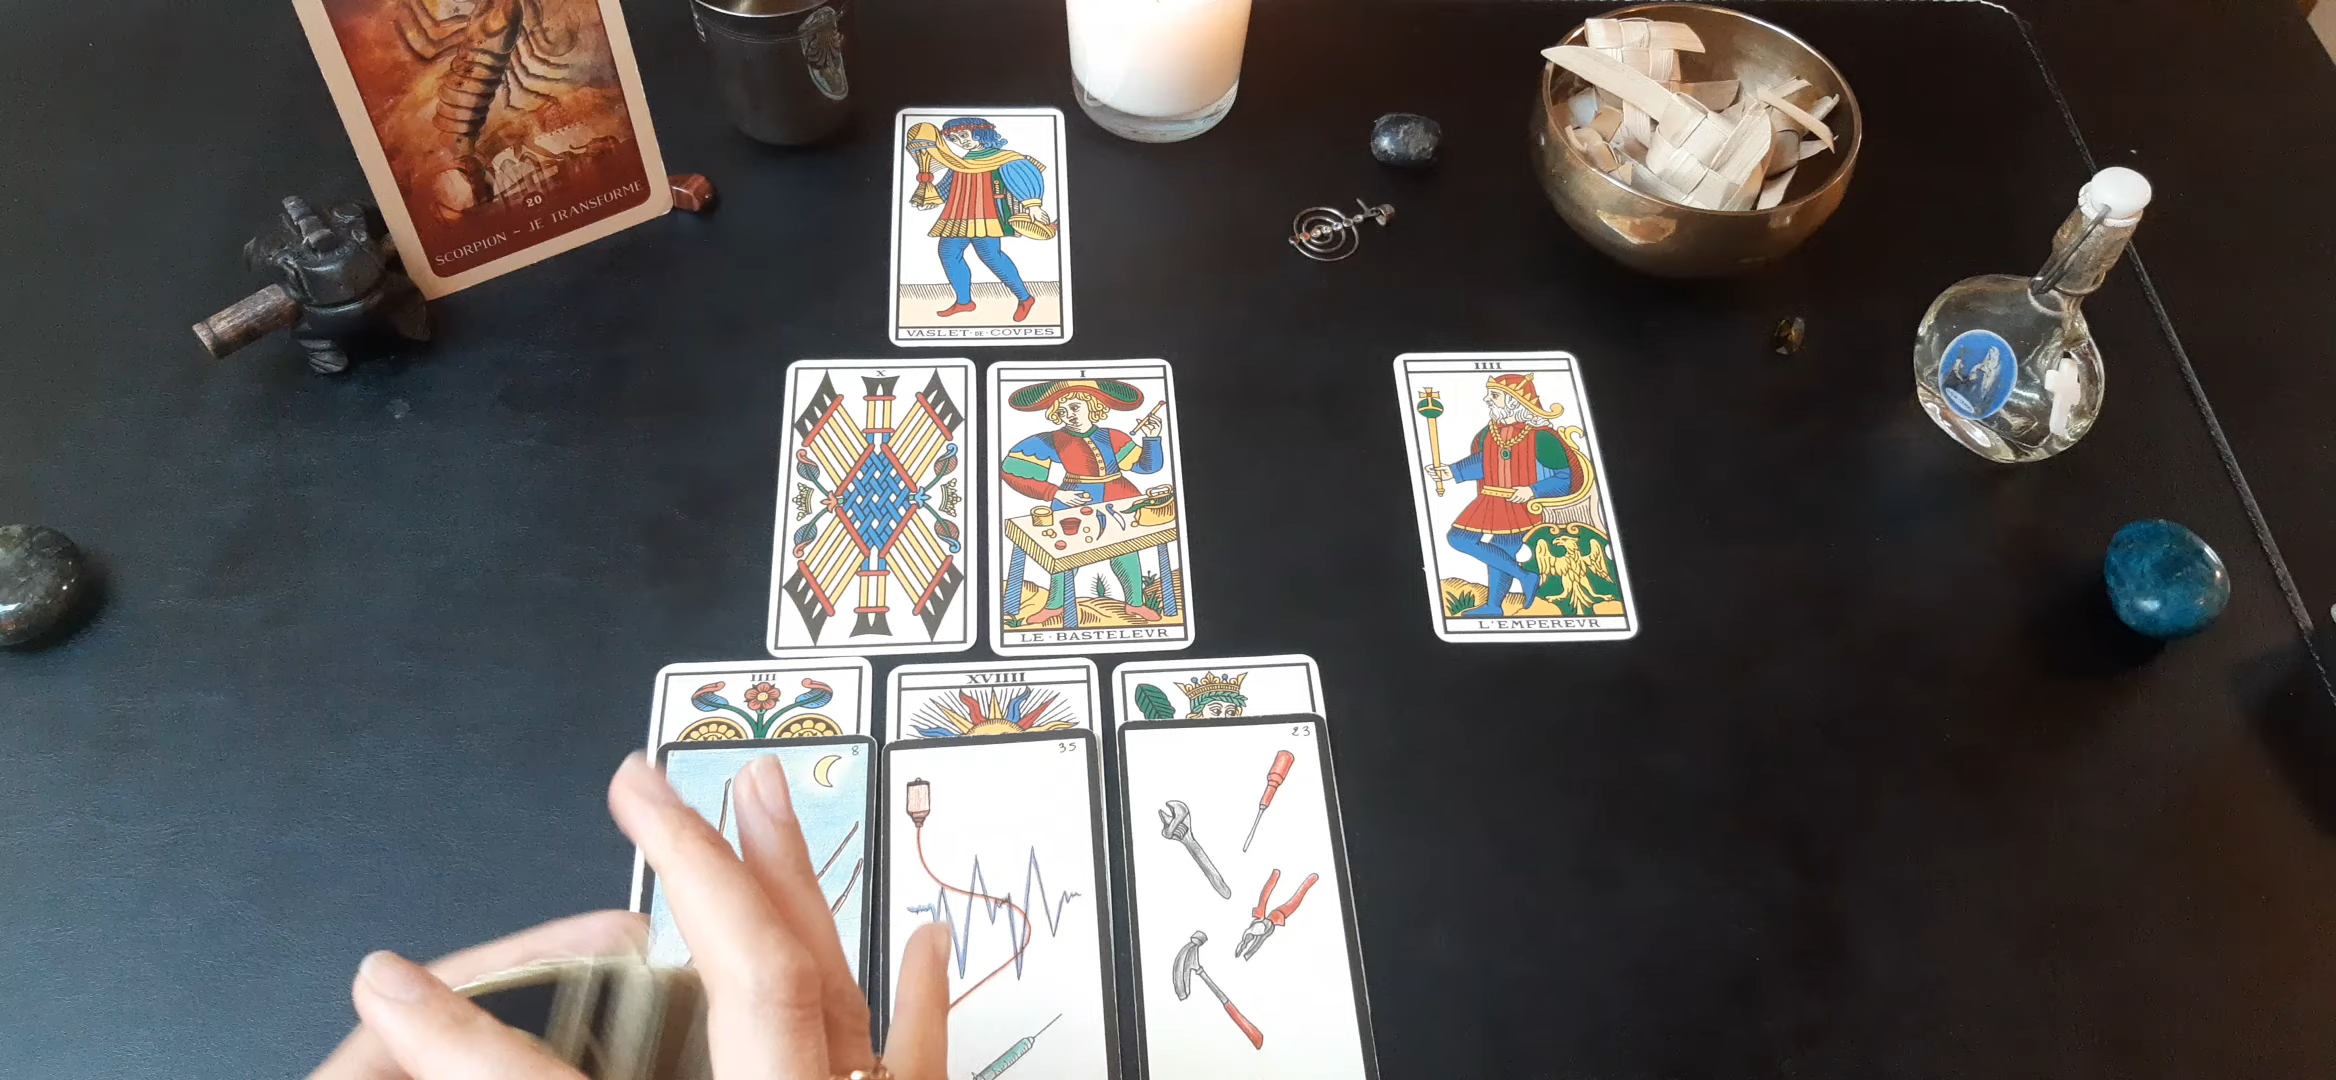 20
SCORPION ~ JE TRANSFORME
VASLET·DE·COVPES
X
I
LE·BASTELEVR
IIII
L'EMPEREVR
IIII
XVIIII
8
35
23